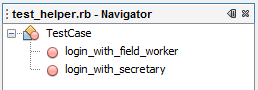 test_helper.rb - Navigator
TestCase
login_with_field_worker
login_with_secretary